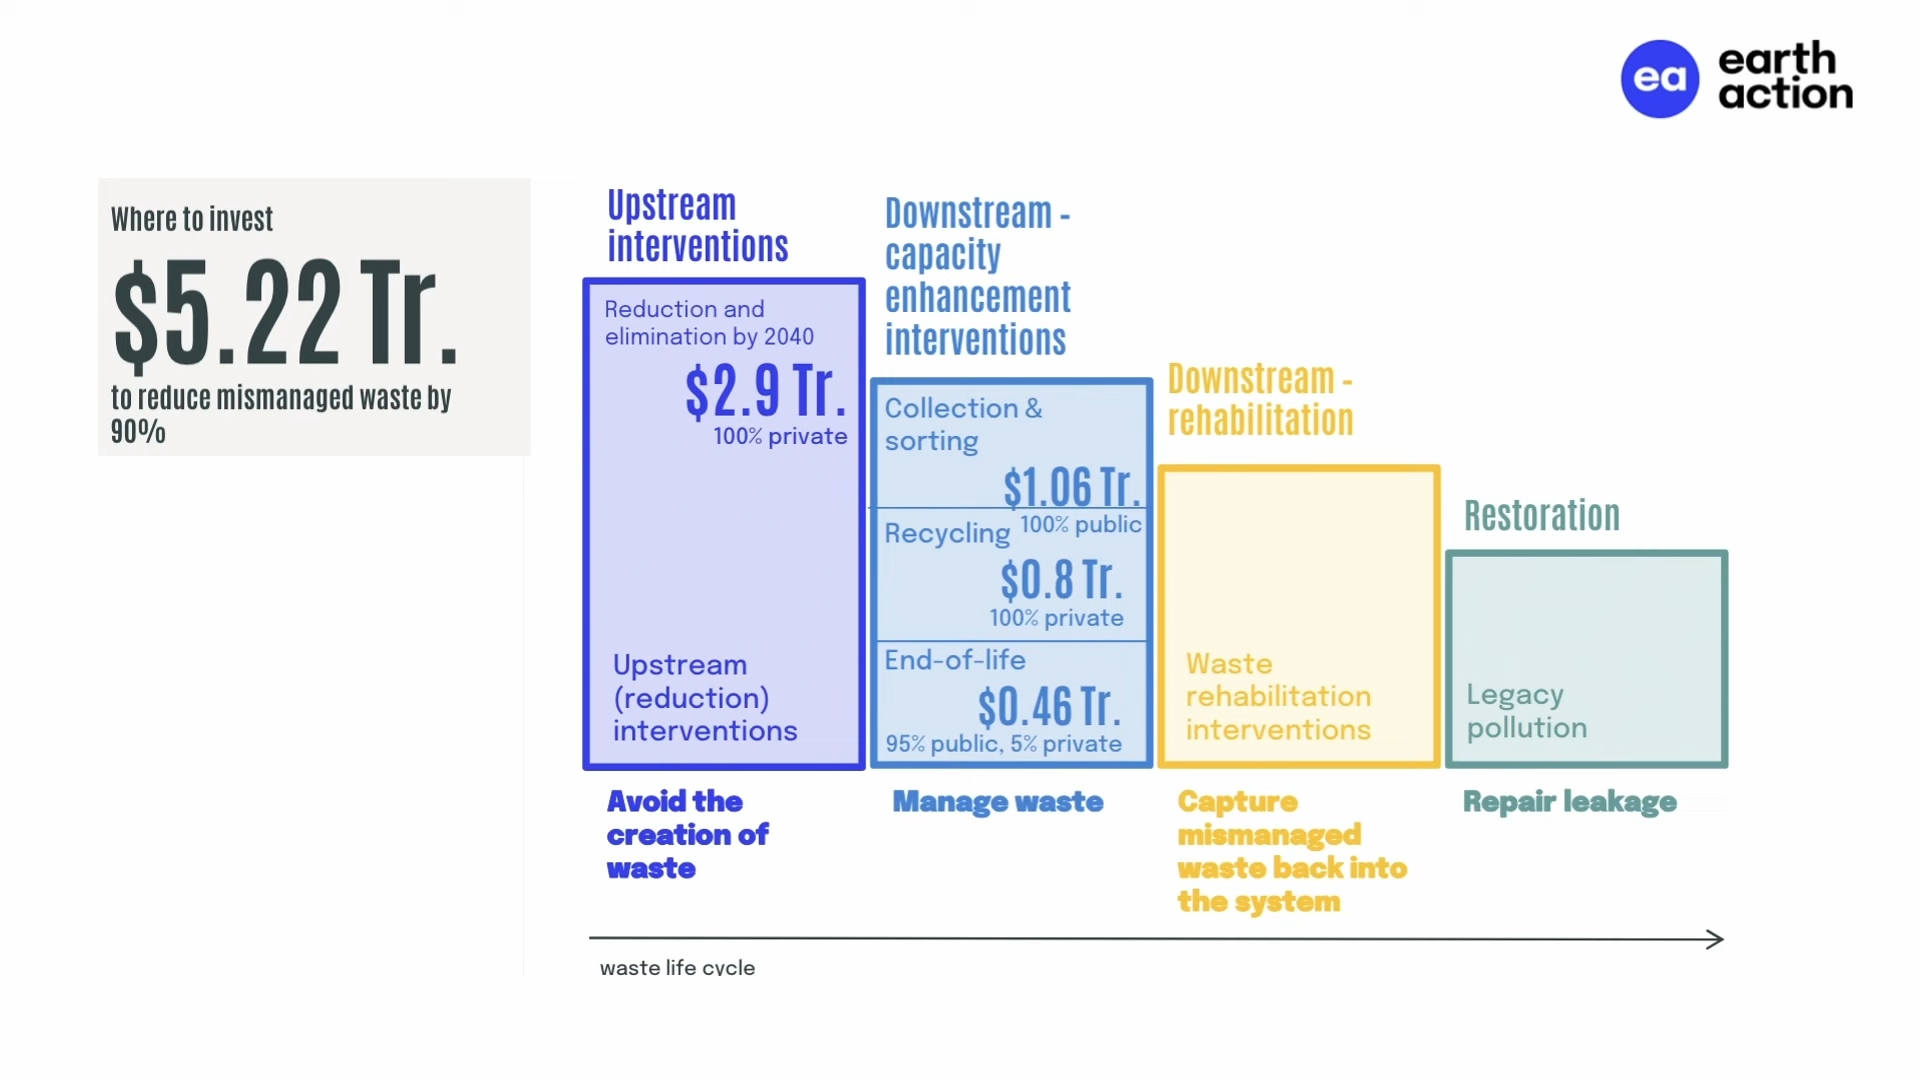 ea
earth
action
Where to invest
$5.22 Tr.
to reduce mismanaged waste by
90%
Upstream
interventions
Reduction and
elimination by 2040
$2.9 Tr.
100% private
Upstream
(reduction)
interventions
Avoid the
creation of
waste
Downstream -
capacity
enhancement
interventions
Collection &
sorting
$1.06 Tr.
100% public
Recycling
$0.8 Tr.
100% private
End-of-life
$0.46 Tr.
95% public, 5% private
Manage waste
Downstream -
rehabilitation
Waste
rehabilitation
interventions
Capture
mismanaged
waste back into
the system
Restoration
Legacy
pollution
Repair leakage
waste life cycle